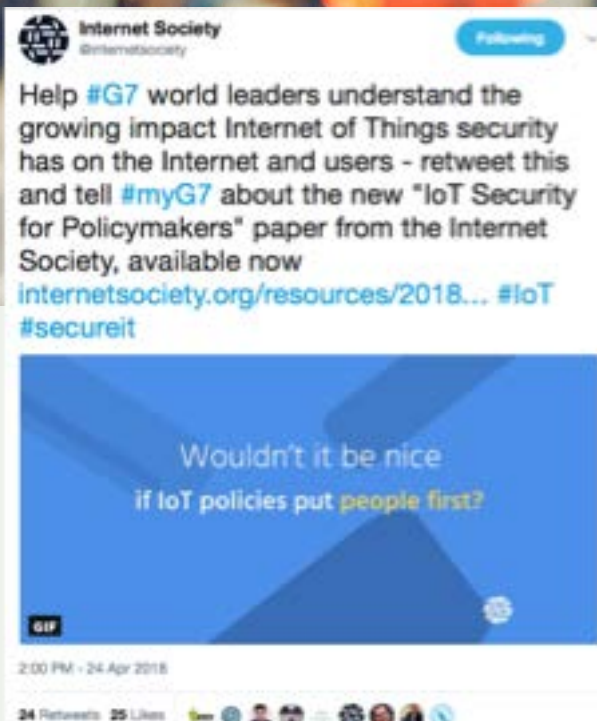 Internet Society
@internetsociety
Following
Help #G7 world leaders understand the
growing impact Internet of Things security
has on the Internet and users - retweet this
and tell #myG7 about the new "IoT Security
for Policymakers" paper from the Internet
Society, available now
internetsociety.org/resources/2018... #IoT
#secureit
Wouldn't it be nice
if IoT policies put people first?
GIF
2:00 PM - 24 Apr 2018
24 Retweets 25 Likes